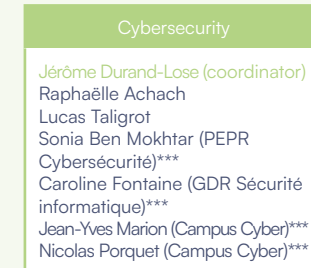 Cybersecurity
Jérôme Durand-Lose (coordinator)
Raphaëlle Achach
Lucas Taligrot
Sonia Ben Mokhtar (PEPR
Cybersécurité)***
Caroline Fontaine (GDR Sécurité
informatique)***
Jean-Yves Marion (Campus Cyber)***
Nicolas Porquet (Campus Cyber)***